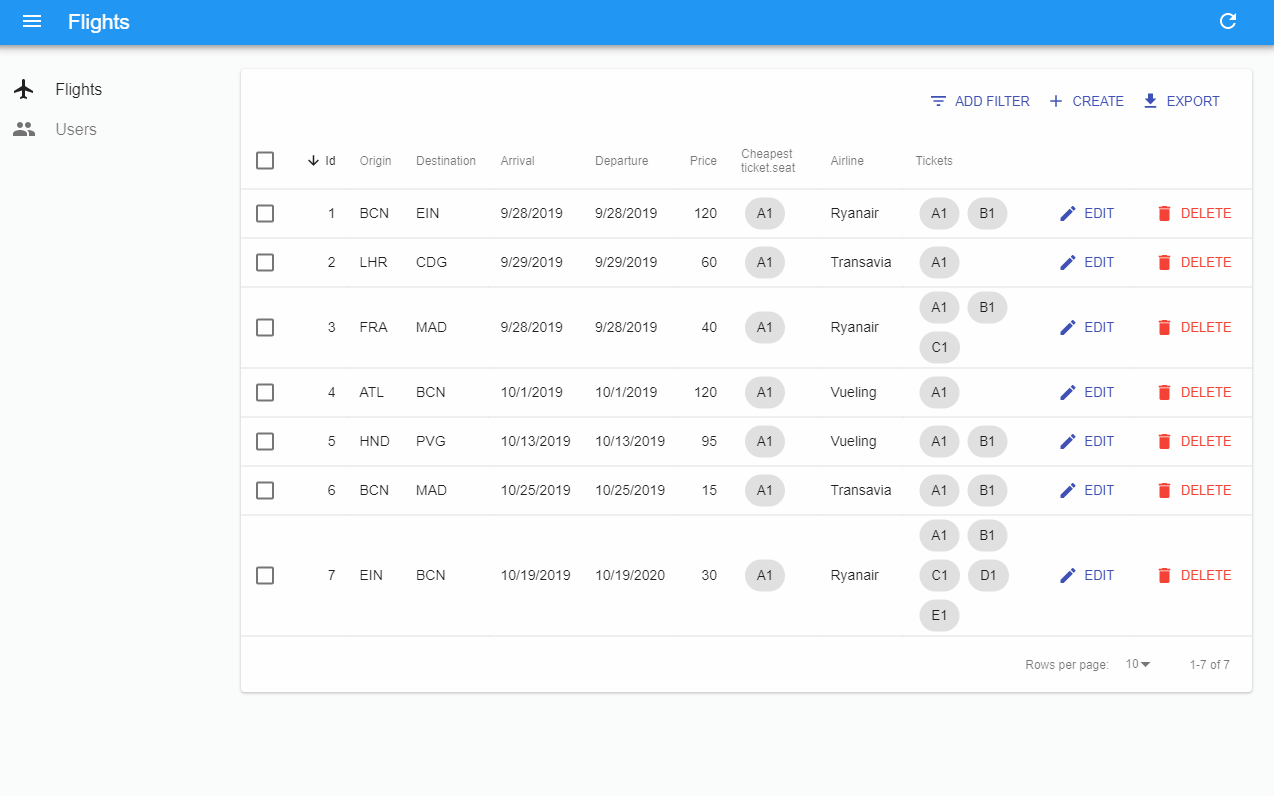 Flights
Flights
Users
ADD FILTER CREATE EXPORT
Id Origin Destination Arrival Departure Price Cheapest ticket.seat Airline Tickets
1 BCN EIN 9/28/2019 9/28/2019 120 A1 Ryanair A1 B1 EDIT DELETE
2 LHR CDG 9/29/2019 9/29/2019 60 A1 Transavia A1 EDIT DELETE
3 FRA MAD 9/28/2019 9/28/2019 40 A1 Ryanair A1 B1 C1 EDIT DELETE
4 ATL BCN 10/1/2019 10/1/2019 120 A1 Vueling A1 EDIT DELETE
5 HND PVG 10/13/2019 10/13/2019 95 A1 Vueling A1 B1 EDIT DELETE
6 BCN MAD 10/25/2019 10/25/2019 15 A1 Transavia A1 B1 EDIT DELETE
7 EIN BCN 10/19/2019 10/19/2020 30 A1 Ryanair A1 B1 C1 D1 E1 EDIT DELETE
Rows per page: 10 1-7 of 7